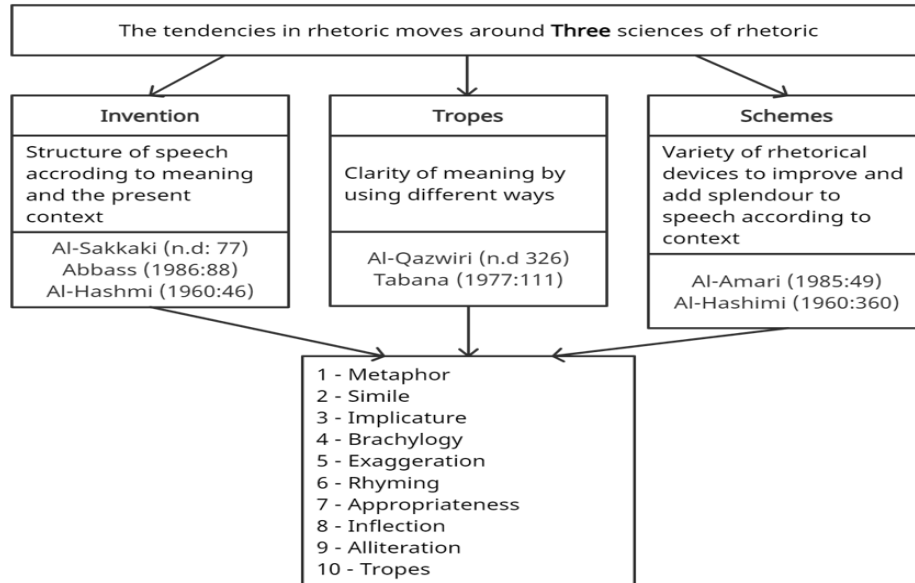 The tendencies in rhetoric moves around Three sciences of rhetoric
Invention
Structure of speech
accroding to meaning
and the present
context
Al-Sakkaki (n.d: 77)
Abbass (1986:88)
Al-Hashmi (1960:46)
Tropes
Clarity of meaning by
using different ways
Al-Qazwiri (n.d 326)
Tabana (1977:111)
Schemes
Variety of rhetorical
devices to improve and
add splendour to
speech according to
context
Al-Amari (1985:49)
Al-Hashimi (1960:360)
1 - Metaphor
2 - Simile
3 - Implicature
4 - Brachylogy
5 - Exaggeration
6 - Rhyming
7 - Appropriateness
8 - Inflection
9 - Alliteration
10 - Tropes